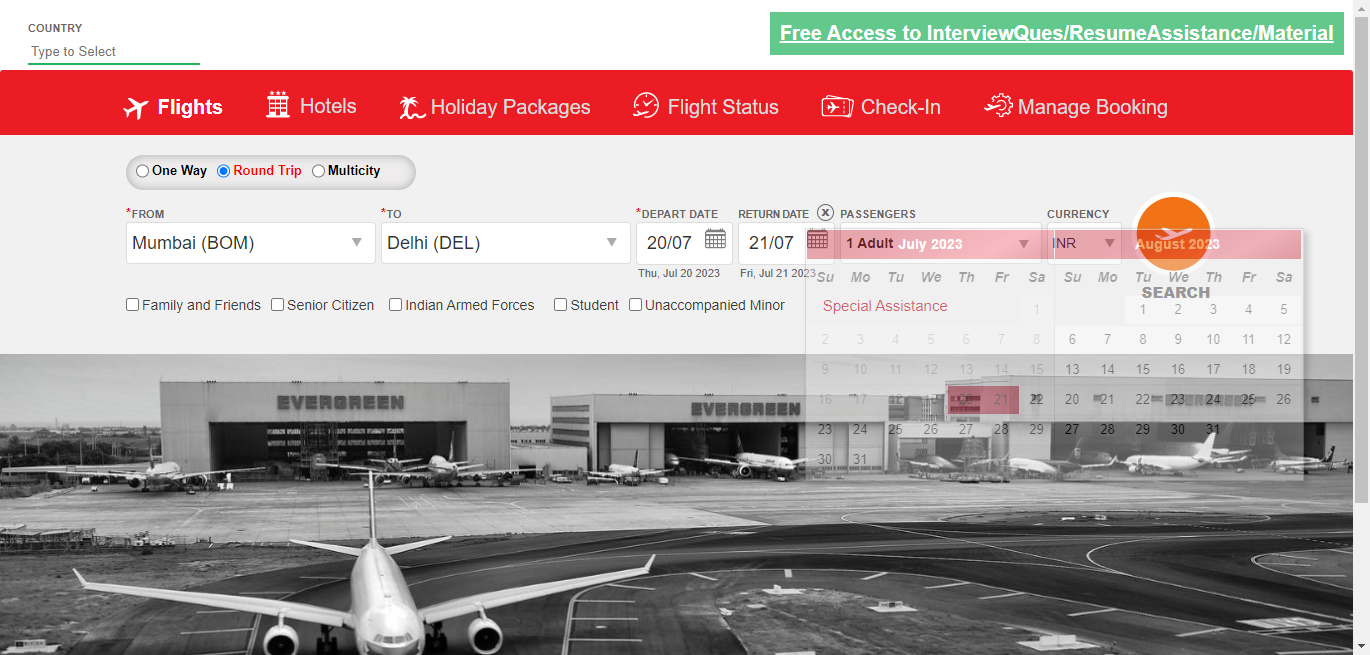 COUNTRY
Type to Select
Free Access to InterviewQues/ResumeAssistance/Material
Flights
Hotels
Holiday Packages
Flight Status
Check-In
Manage Booking
One Way
Round Trip
Multicity
*FROM
*TO
*DEPART DATE
RETURN DATE
X
PASSENGERS
CURRENCY
Mumbai (BOM)
Delhi (DEL)
20/07
21/07
1 Adult
INR
Thu, Jul 20 2023
Fri, Jul 21 2023
SEARCH
Family and Friends
Senior Citizen
Indian Armed Forces
Student
Unaccompanied Minor
Special Assistance
July 2023
Su Mo Tu We Th Fr Sa
1
2 3 4 5 6 7 8
9 10 11 12 13 14 15
16 17 18 19 20 21 22
23 24 25 26 27 28 29
30 31
August 2023
Su Mo Tu We Th Fr Sa
1 2 3 4 5
6 7 8 9 10 11 12
13 14 15 16 17 18 19
20 21 22 23 24 25 26
27 28 29 30 31
EVERGREEN
EVERGREEN